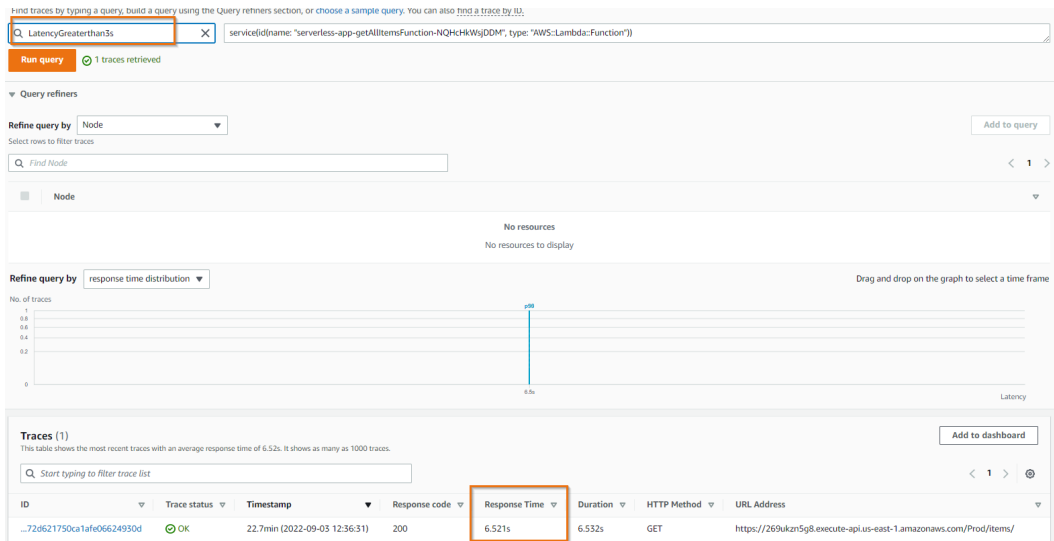 Find traces by typing a query, build a query using the Query refiners section, or choose a sample query. You can also find a trace by ID.
LatencyGreaterthan3s
service(id(name: "serverless-app-getAllItemsFunction-NQHcHkWsjDDM", type: "AWS::Lambda::Function"))
Run query
1 traces retrieved
Query refiners
Refine query by Node
Add to query
Select rows to filter traces
Find Node
1
Node
No resources
No resources to display
Refine query by response time distribution
Drag and drop on the graph to select a time frame
No. of traces
p50
1
0.8
0.6
0.4
0.2
0
6.5s
Latency
Traces (1)
Add to dashboard
This table shows the most recent traces with an average response time of 6.52s. It shows as many as 1000 traces.
Start typing to filter trace list
1
ID Trace status Timestamp Response code Response Time Duration HTTP Method URL Address
...72d621750ca1afe06624930d OK 22.7min (2022-09-03 12:36:31) 200 6.521s 6.532s GET https://269ukzn5g8.execute-api.us-east-1.amazonaws.com/Prod/items/